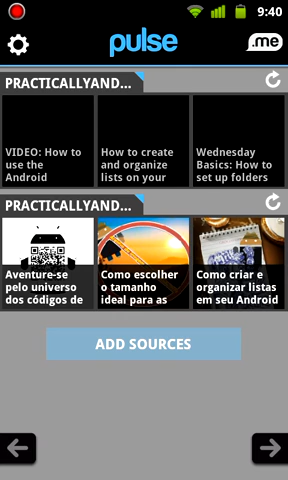 9:40
pulse
.me
PRACTICALLYAND...
VIDEO: How to
use the
Android
How to create
and organize
lists on your
Wednesday
Basics: How to
set up folders
PRACTICALLYAND...
Aventure-se
pelo universo
dos códigos de
Como escolher
o tamanho
ideal para as
Como criar e
organizar listas
em seu Android
ADD SOURCES